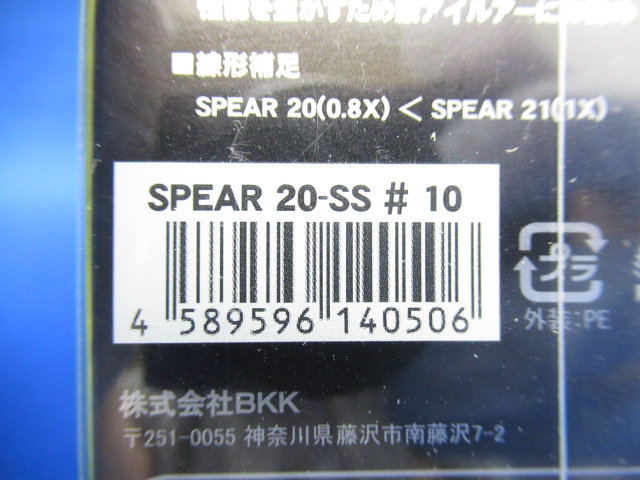 ■線形補足
SPEAR 20(0.8X) < SPEAR 21(1X)
SPEAR 20-SS # 10
4 589596 140506
プラ
外装:PE
株式会社BKK
〒251-0055 神奈川県藤沢市南藤沢7-2